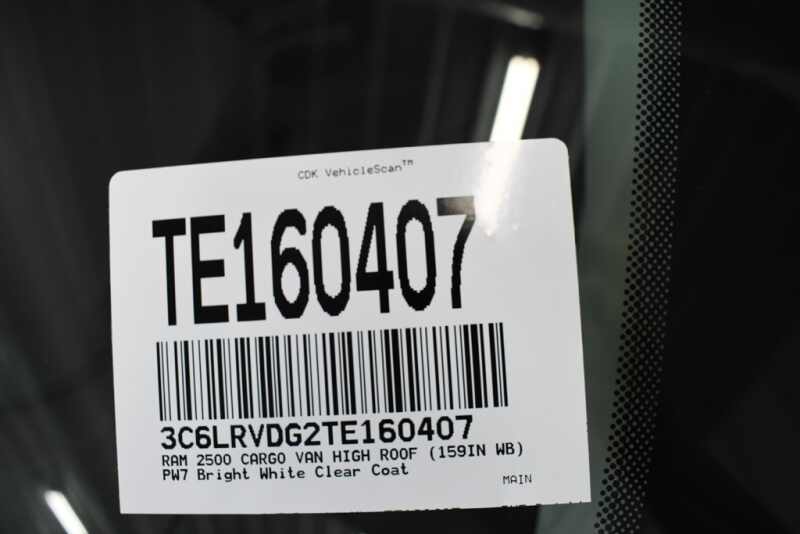 CDK VehicleScan™
TE160407
3C6LRVDG2TE160407
RAM 2500 CARGO VAN HIGH ROOF (159IN WB)
PW7 Bright White Clear Coat
MAIN